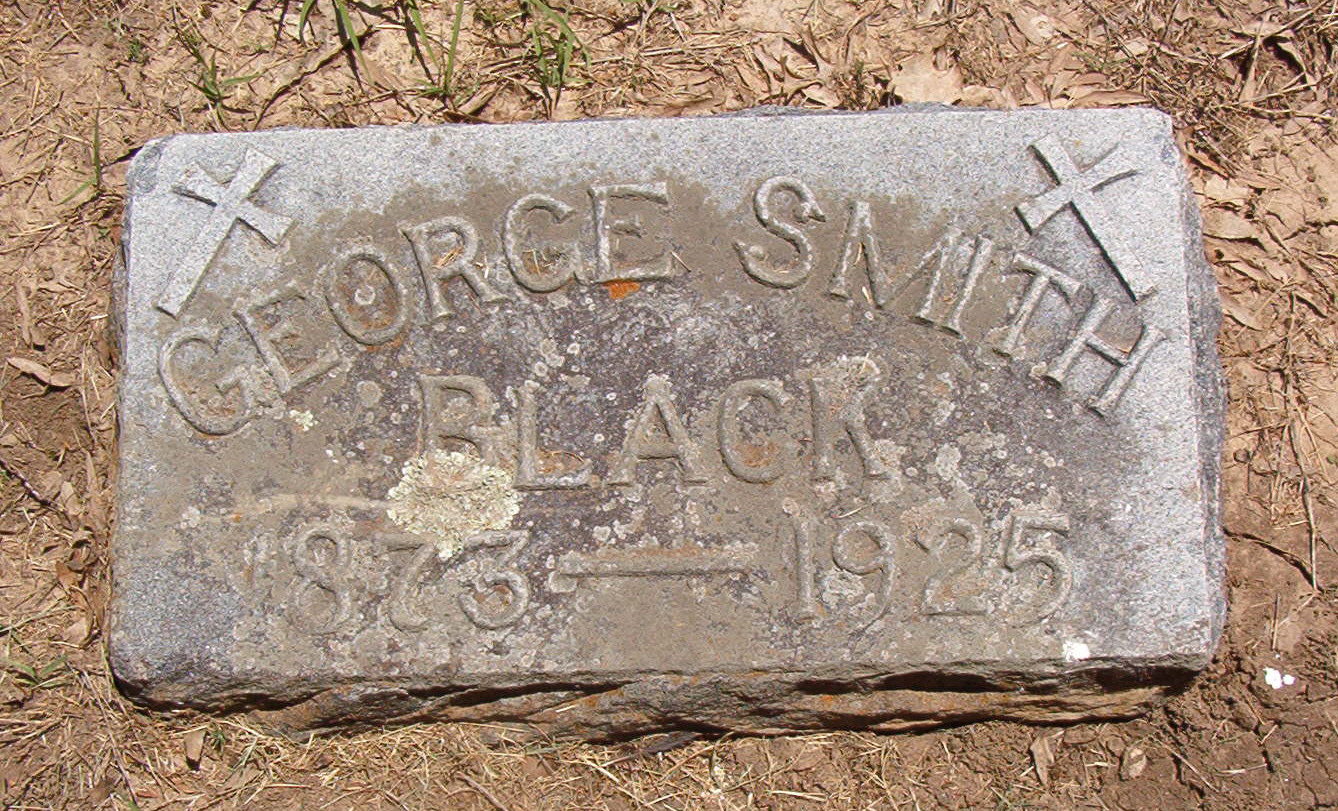 GEORGE SMITH
BLACK
1873 — 1925